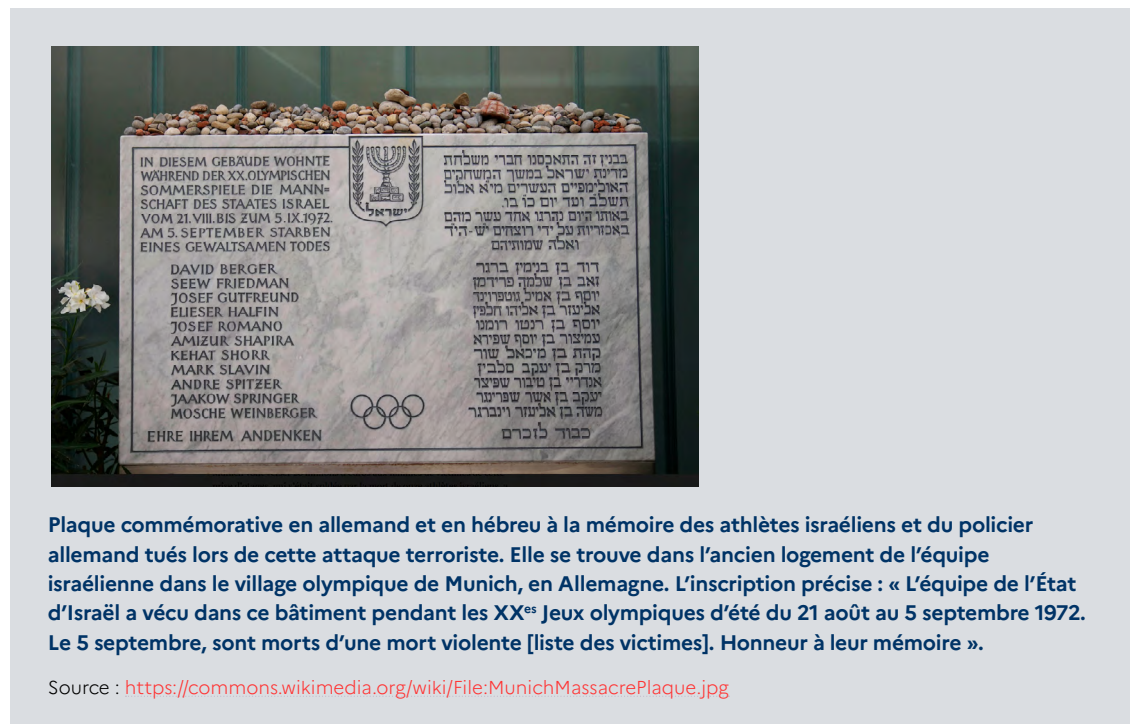 IN DIESEM GEBÄUDE WOHNTE
WÄHREND DER XX.OLYMPISCHEN
SOMMERSPIELE DIE MANN=
SCHAFT DES STAATES ISRAEL
VOM 21.VIII.BIS ZUM 5.IX.1972.
AM 5. SEPTEMBER STARBEN
EINES GEWALTSAMEN TODES
DAVID BERGER
SEEW FRIEDMAN
JOSEF GUTFREUND
ELIESER HALFIN
JOSEF ROMANO
AMIZUR SHAPIRA
KEHAT SHORR
MARK SLAVIN
ANDRE SPITZER
JAAKOW SPRINGER
MOSCHE WEINBERGER
EHRE IHREM ANDENKEN
ישראל
בבנין זה התאכסנו חברי משלחת
מדינת ישראל במשך המשחקים
האולימפיים העשרים מי״א אלול
תשל״ב ועד יום כ״ו בו.
באותו היום נהרגו אחד עשר מהם
באכזריות על ידי רוצחים
ואלה שמותיהם
דוד בן בנימין ברגר
זאב בן שלמה פרידמן
יוסף בן אמיל גוטפרוינד
אליעזר בן אליהו חלפין
יוסף בן רנטו רומנו
עמיצור בן יוסף שפירא
קהת בן מיכאל שור
מרק בן יעקב סלבין
אנדריי בן טיבור שפיצר
יעקב בן אשר שפרינגר
משה בן אליעזר וינברגר
כבוד לזכרם
Plaque commémorative en allemand et en hébreu à la mémoire des athlètes israéliens et du policier
allemand tués lors de cette attaque terroriste. Elle se trouve dans l’ancien logement de l’équipe
israélienne dans le village olympique de Munich, en Allemagne. L’inscription précise : « L’équipe de l’État
d’Israël a vécu dans ce bâtiment pendant les XXes Jeux olympiques d’été du 21 août au 5 septembre 1972.
Le 5 septembre, sont morts d’une mort violente [liste des victimes]. Honneur à leur mémoire ».
Source : https://commons.wikimedia.org/wiki/File:MunichMassacrePlaque.jpg